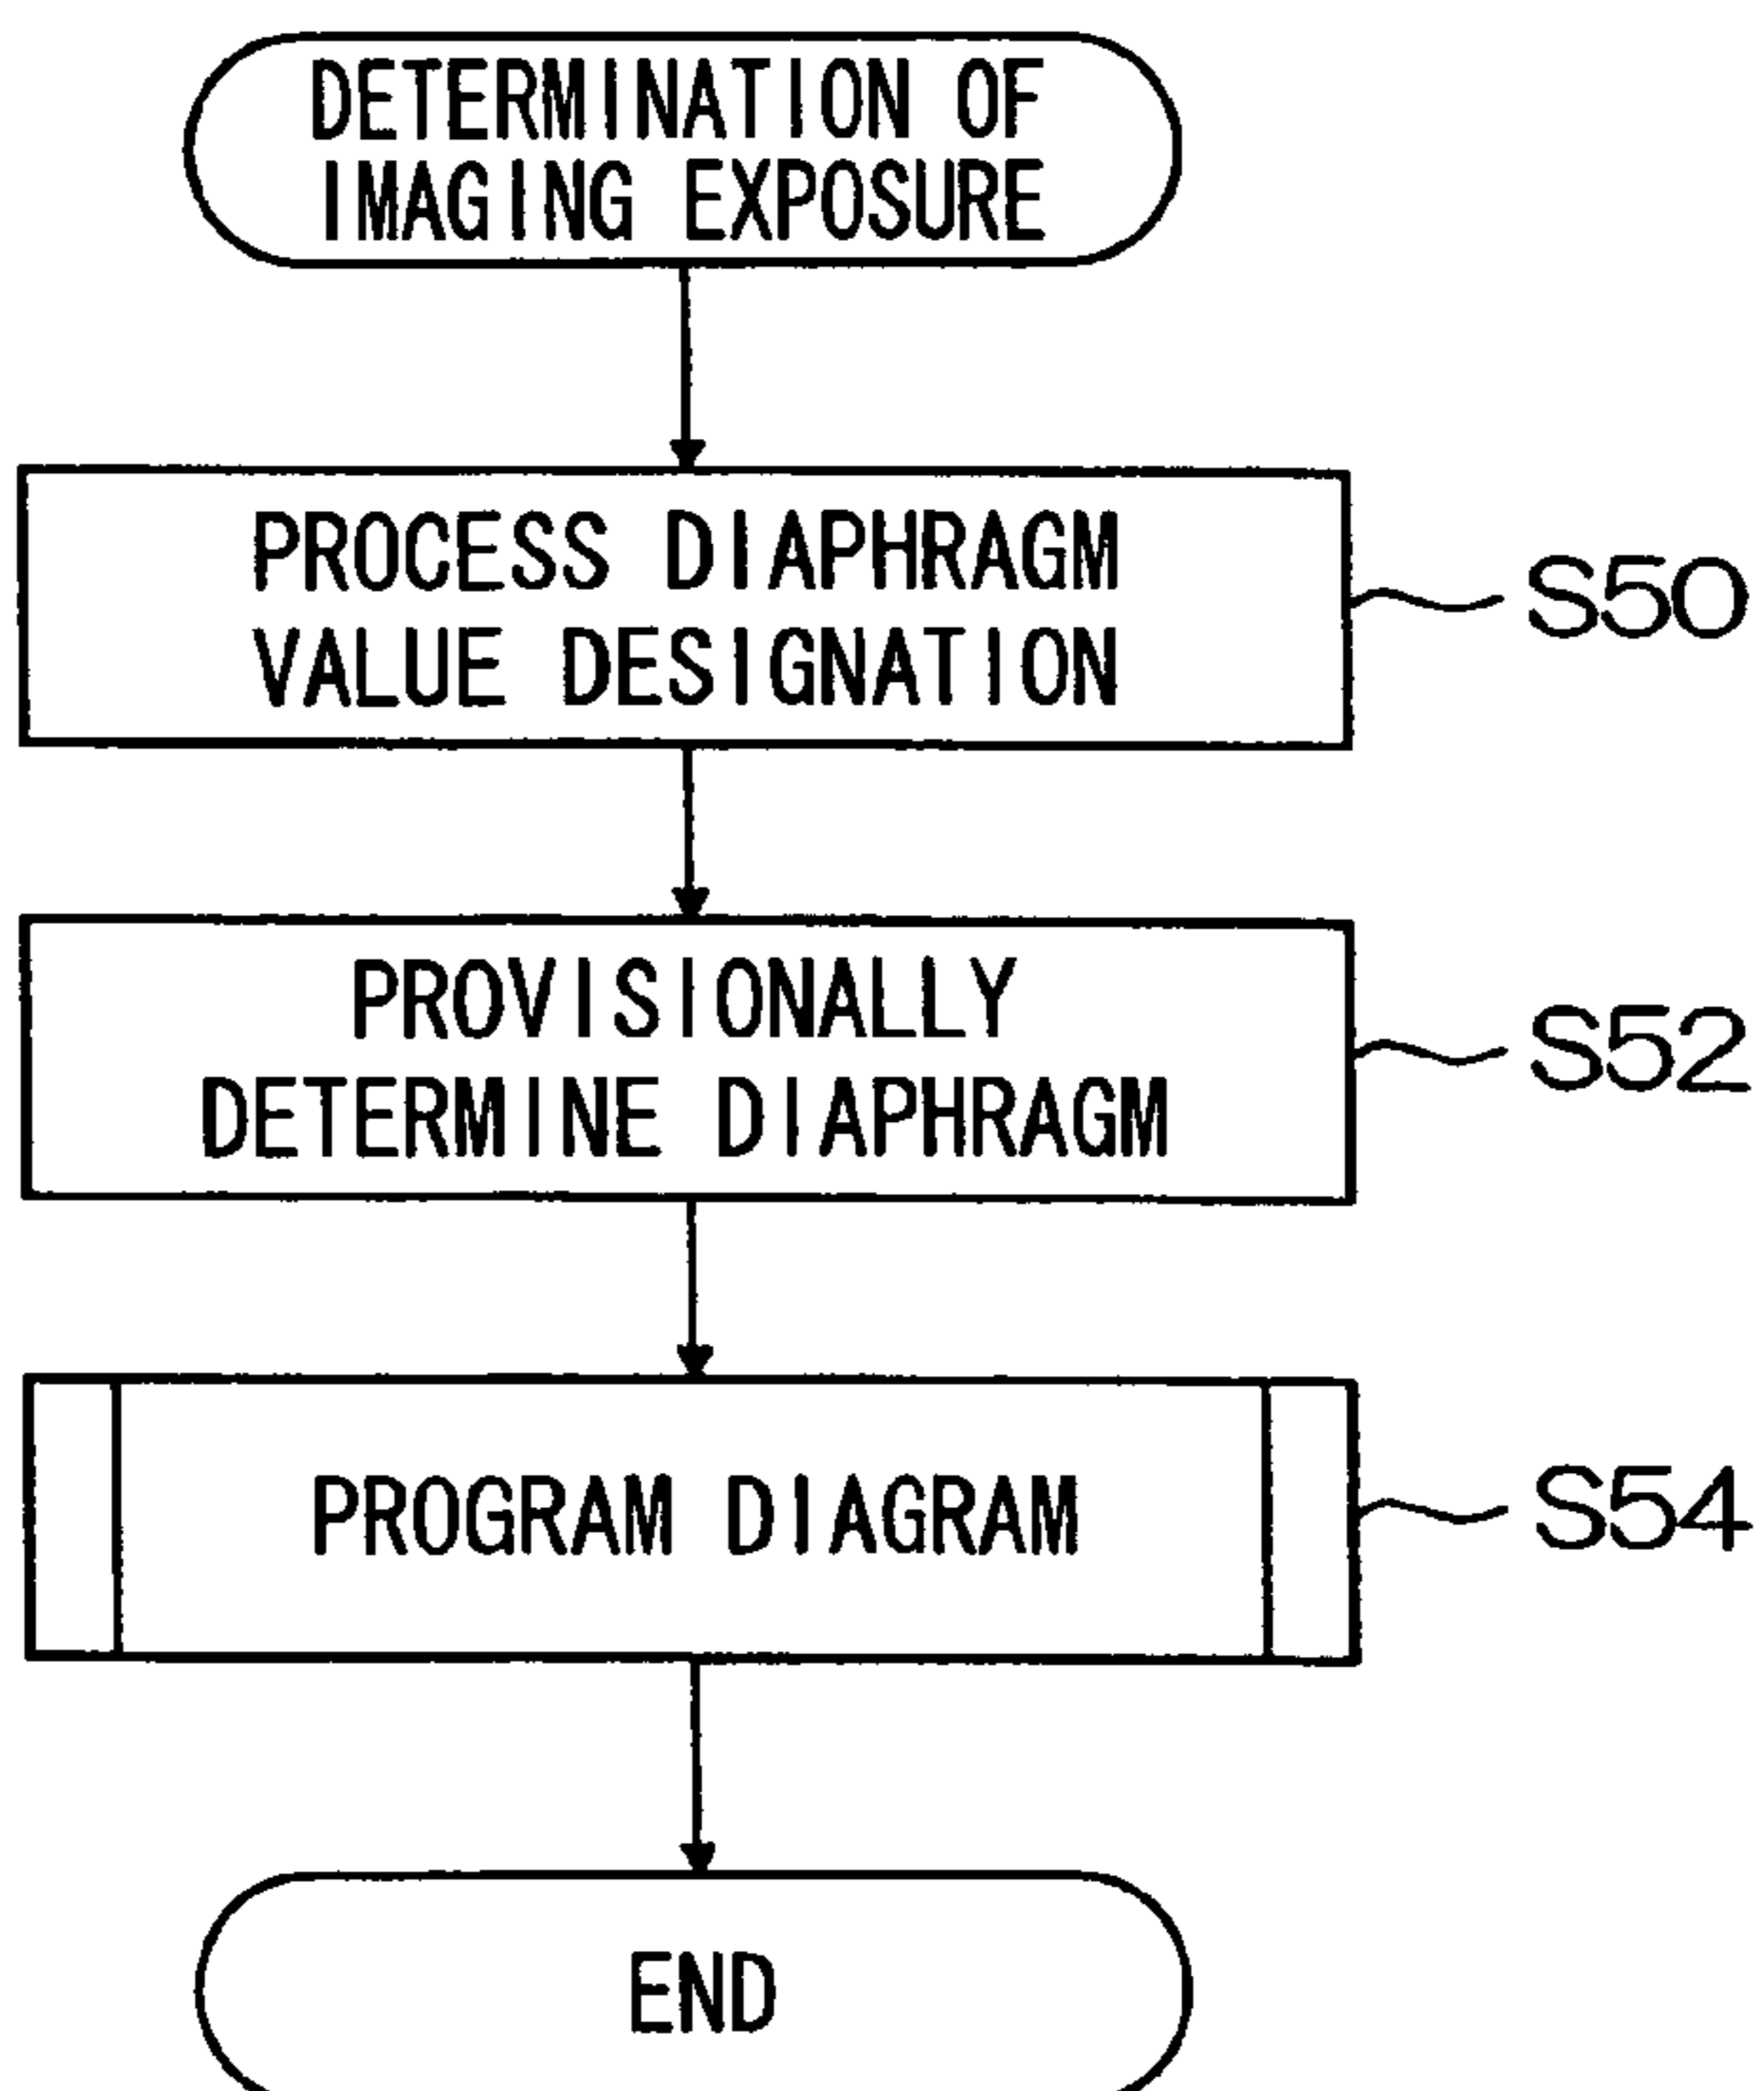 DETERMINATION OF
IMAGING EXPOSURE
PROCESS DIAPHRAGM
VALUE DESIGNATION
S50
PROVISIONALLY
DETERMINE DIAPHRAGM
S52
PROGRAM DIAGRAM
S54
END